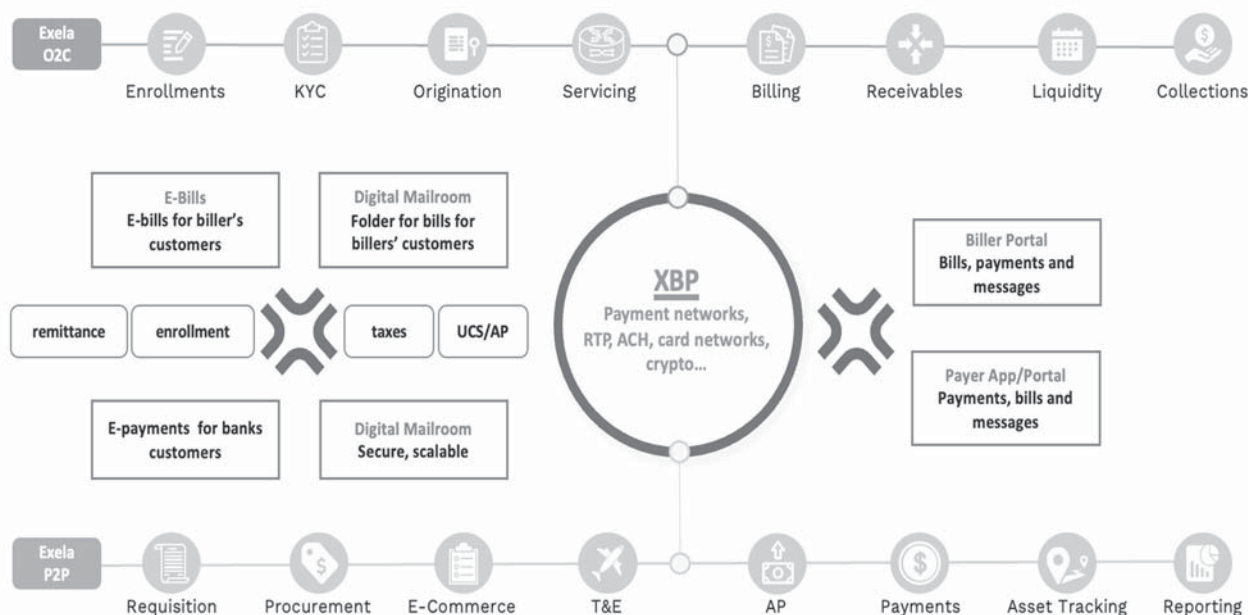 Exela
O2C
Enrollments
KYC
Origination
Servicing
Billing
Receivables
Liquidity
Collections
E-Bills
E-bills for biller's
customers
Digital Mailroom
Folder for bills for
billers' customers
remittance
enrollment
taxes
UCS/AP
E-payments for banks
customers
Digital Mailroom
Secure, scalable
XBP
Payment networks,
RTP, ACH, card networks,
crypto...
Biller Portal
Bills, payments and
messages
Payer App/Portal
Payments, bills and
messages
Exela
P2P
Requisition
Procurement
E-Commerce
T&E
AP
Payments
Asset Tracking
Reporting